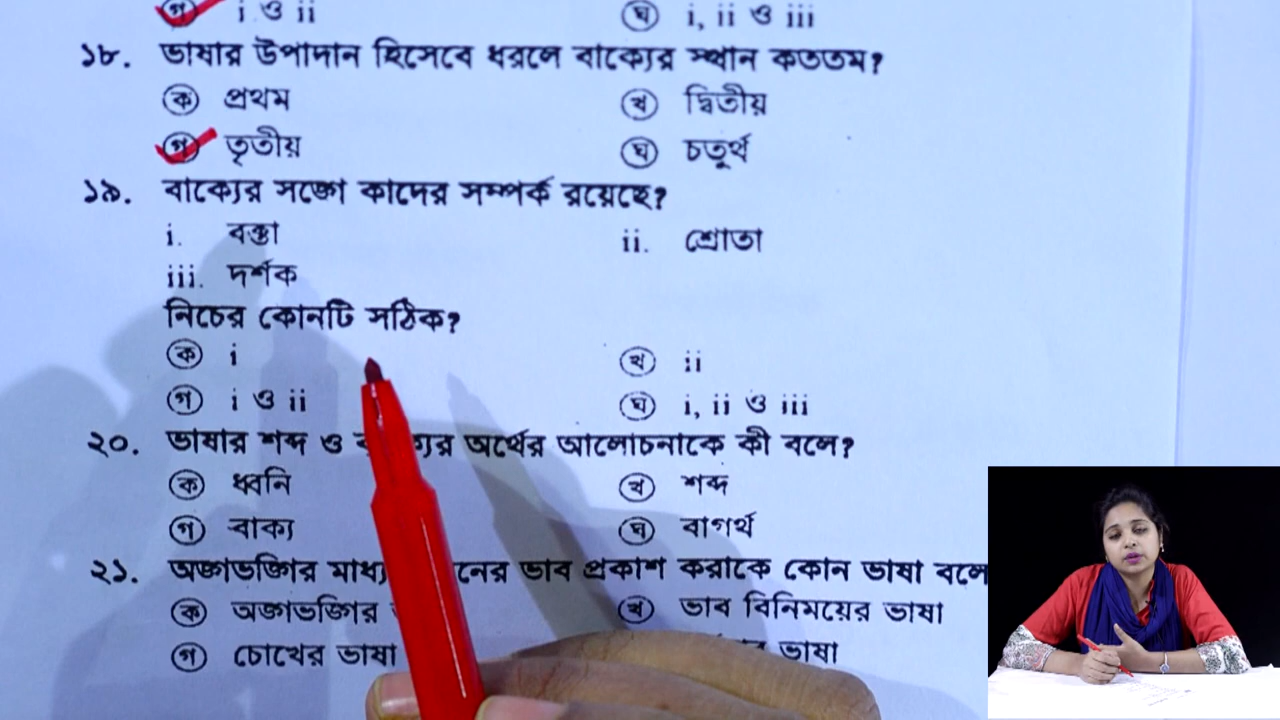 গ i ও ii ঘ i, ii ও iii
১৮. ভাষার উপাদান হিসেবে ধরলে বাক্যের স্থান কততম?
ক প্রথম খ দ্বিতীয়
গ তৃতীয় ঘ চতুর্থ
১৯. বাক্যের সঙ্গে কাদের সম্পর্ক রয়েছে?
i. বক্তা ii. শ্রোতা
iii. দর্শক
নিচের কোনটি সঠিক?
ক i খ ii
গ i ও ii ঘ i, ii ও iii
২০. ভাষার শব্দ ও অর্থের আলোচনাকে কী বলে?
ক ধ্বনি খ শব্দ
গ বাক্য ঘ বাগর্থ
২১. অঙ্গভঙ্গির ভাব প্রকাশ করাকে কোন ভাষা বলে
ক অঙ্গভঙ্গির খ ভাব বিনিময়ের ভাষা
গ চোখের ভাষা ভাষা